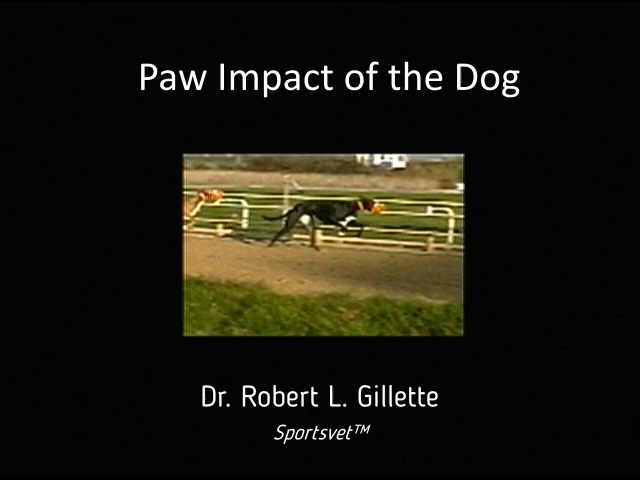 Paw Impact of the Dog
Dr. Robert L. Gillette
Sportsvet™